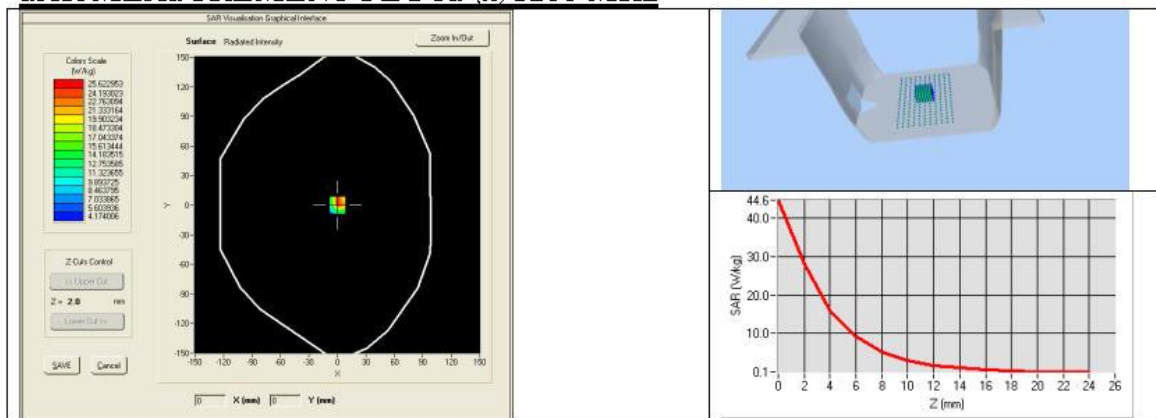 SAR Visualisation Graphical Interface
Surface Radiated Intensity
Zoom In/Out
Colors Scale
(W/kg)
25.622953
24.193023
22.763094
21.333164
19.903234
18.473304
17.043374
15.613444
14.183515
12.753585
11.323655
9.893725
8.463795
7.033865
5.603936
4.174006
Z-Cuts Control
<< Upper Cut
Z = 2.0 mm
Lower Cut >>
SAVE Cancel
150
120
90
60
30
0
-30
-60
-90
-120
-150
Y
-150 -120 -90 -60 -30 0 30 60 90 120 150
X
0 X (mm) 0 Y (mm)
44.6
40.0
30.0
20.0
10.0
0.1
SAR (W/kg)
0 2 4 6 8 10 12 14 16 18 20 22 24 26
Z (mm)